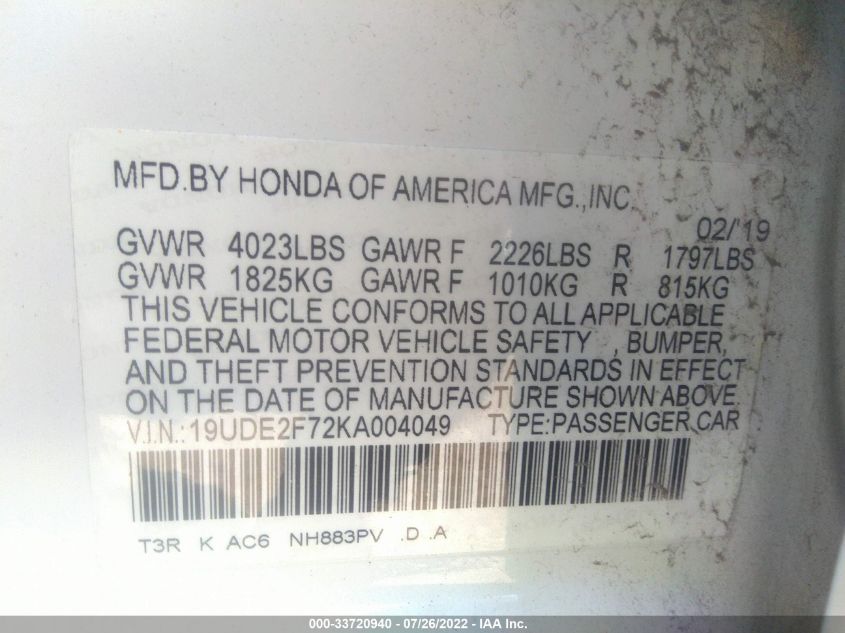 MFD.BY HONDA OF AMERICA MFG.,INC.
02/'19
GVWR 4023LBS GAWR F 2226LBS R 1797LBS
GVWR 1825KG GAWR F 1010KG R 815KG
THIS VEHICLE CONFORMS TO ALL APPLICABLE
FEDERAL MOTOR VEHICLE SAFETY , BUMPER,
AND THEFT PREVENTION STANDARDS IN EFFECT
ON THE DATE OF MANUFACTURE SHOWN ABOVE.
V.I.N.:19UDE2F72KA004049 TYPE:PASSENGER CAR
T3R K AC6 NH883PV .D .A
000-33720940 - 07/26/2022 - IAA Inc.